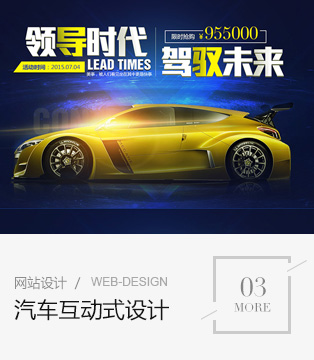 领导时代
活动时间：2015.07.04
LEAD TIMES
限时抢购 ¥955000
驾驭未来
网站设计 / WEB-DESIGN
汽车互动式设计
03
MORE